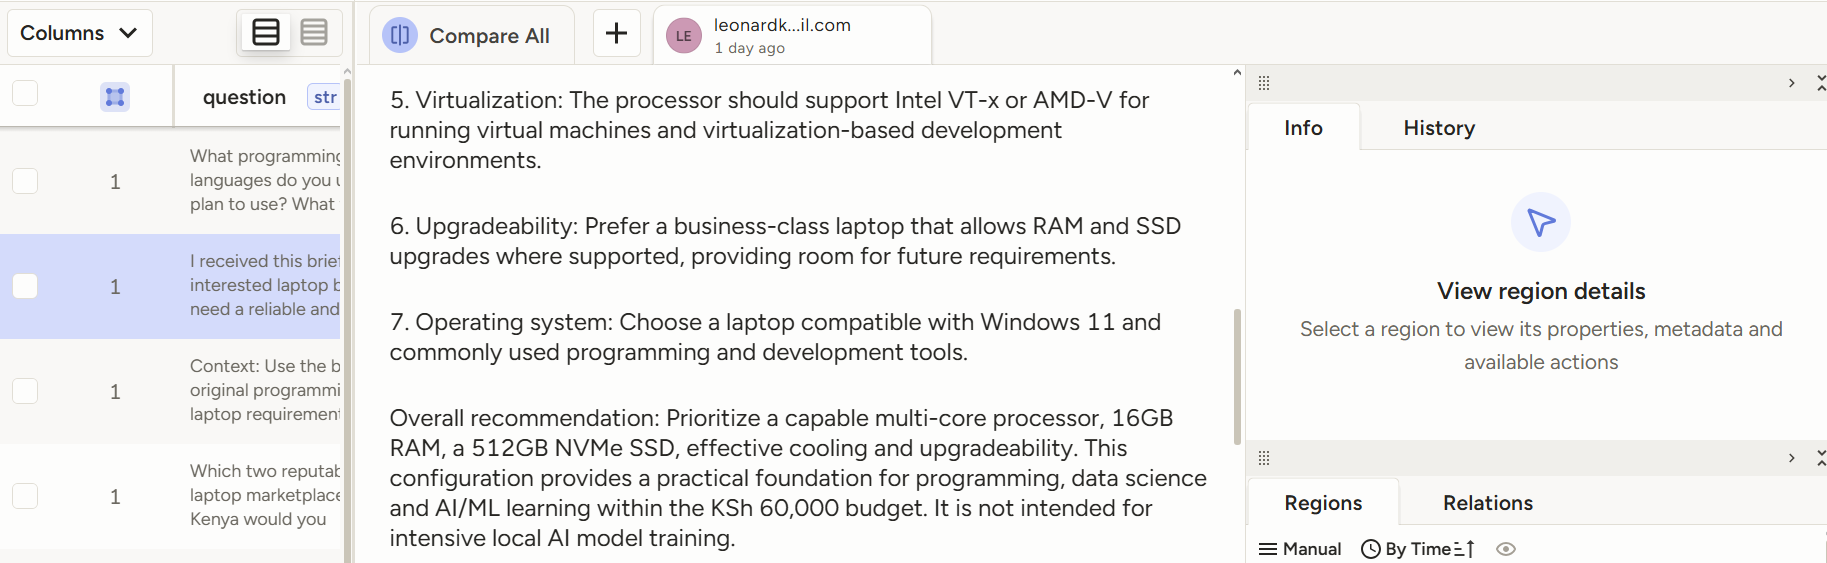 Columns
Compare All
+
LE
leonardk...il.com
1 day ago
question
str
What programming
languages do you u
plan to use? What
1
I received this brief
interested laptop b
need a reliable and
1
Context: Use the b
original programmi
laptop requirement
1
Which two reputab
laptop marketplace
Kenya would you
1
5. Virtualization: The processor should support Intel VT-x or AMD-V for
running virtual machines and virtualization-based development
environments.
6. Upgradeability: Prefer a business-class laptop that allows RAM and SSD
upgrades where supported, providing room for future requirements.
7. Operating system: Choose a laptop compatible with Windows 11 and
commonly used programming and development tools.
Overall recommendation: Prioritize a capable multi-core processor, 16GB
RAM, a 512GB NVMe SSD, effective cooling and upgradeability. This
configuration provides a practical foundation for programming, data science
and AI/ML learning within the KSh 60,000 budget. It is not intended for
intensive local AI model training.
Info
History
View region details
Select a region to view its properties, metadata and
available actions
Regions
Relations
Manual
By Time